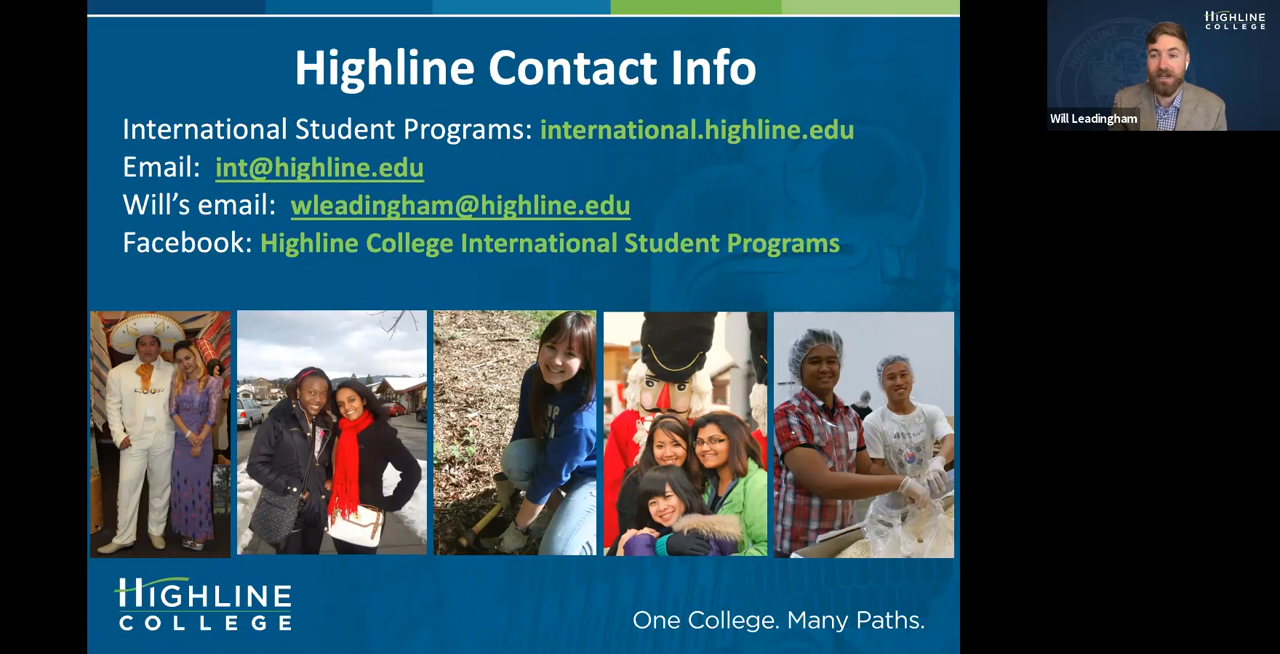 Highline Contact Info
International Student Programs: international.highline.edu
Email: int@highline.edu
Will’s email: wleadingham@highline.edu
Facebook: Highline College International Student Programs
HIGHLINE
COLLEGE
One College. Many Paths.
HIGHLINE
COLLEGE
Will Leadingham